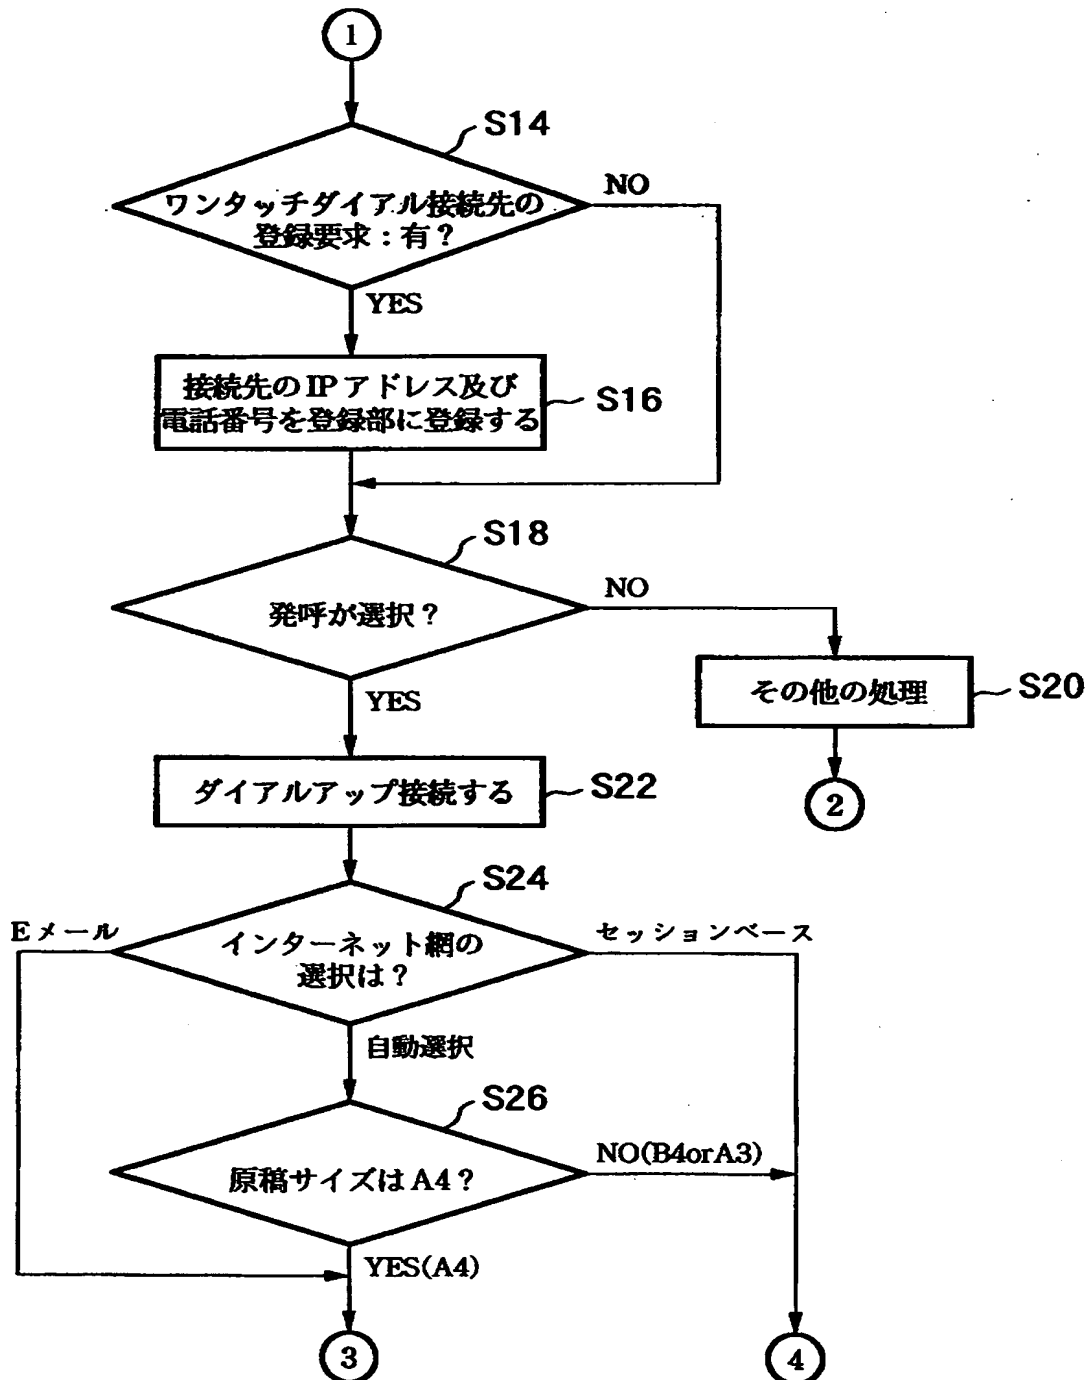 1
S14
ワンタッチダイアル接続先の
登録要求：有？
NO
YES
接続先のIPアドレス及び
電話番号を登録部に登録する
S16
S18
発呼が選択？
NO
YES
その他の処理
S20
ダイアルアップ接続する
S22
2
S24
Eメール
インターネット網の
選択は？
セッションベース
自動選択
S26
原稿サイズはA4？
NO(B4orA3)
YES(A4)
3
4